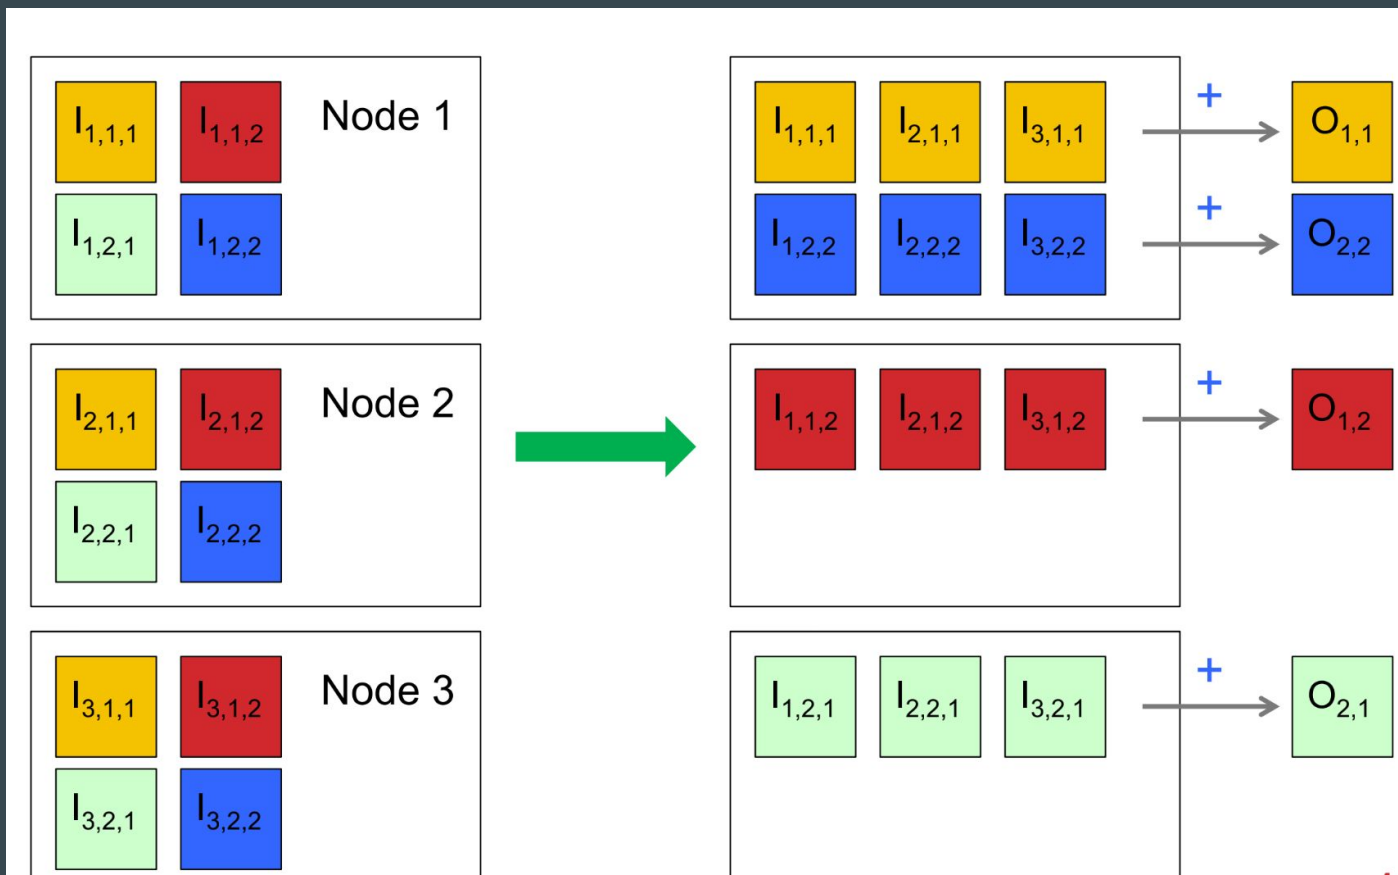 I1,1,1 I1,1,2 Node 1
I1,2,1 I1,2,2
I2,1,1 I2,1,2 Node 2
I2,2,1 I2,2,2
I3,1,1 I3,1,2 Node 3
I3,2,1 I3,2,2
I1,1,1 I2,1,1 I3,1,1 + O1,1
I1,2,2 I2,2,2 I3,2,2 + O2,2
I1,1,2 I2,1,2 I3,1,2 + O1,2
I1,2,1 I2,2,1 I3,2,1 + O2,1